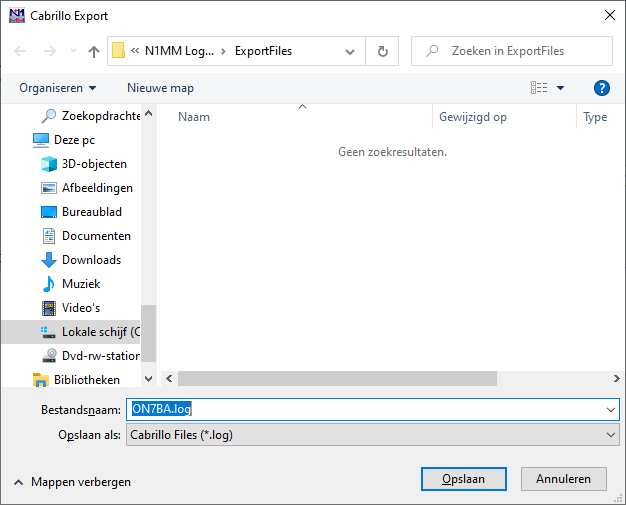 N1MM Cabrillo Export
« N1MM Log... › ExportFiles
Zoeken in ExportFiles
Organiseren
Nieuwe map
?
Zoekopdrachte
Deze pc
3D-objecten
Afbeeldingen
Bureaublad
Documenten
Downloads
Muziek
Video's
Lokale schijf (C
Dvd-rw-station
Bibliotheken
Naam Gewijzigd op Type
Geen zoekresultaten.
Bestandsnaam: ON7BA.log
Opslaan als: Cabrillo Files (*.log)
Mappen verbergen
Opslaan Annuleren